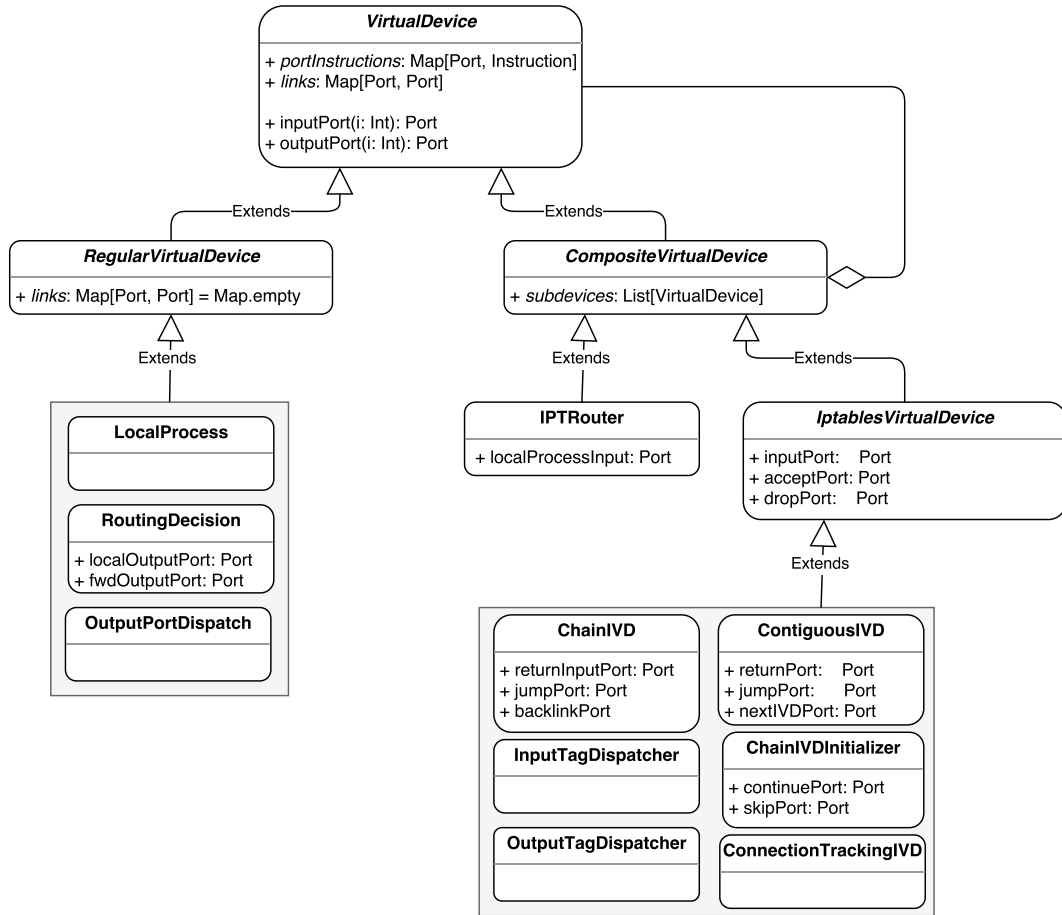 VirtualDevice
+ portInstructions: Map[Port, Instruction]
+ links: Map[Port, Port]
+ inputPort(i: Int): Port
+ outputPort(i: Int): Port
Extends
Extends
RegularVirtualDevice
+ links: Map[Port, Port] = Map.empty
CompositeVirtualDevice
+ subdevices: List[VirtualDevice]
Extends
Extends
Extends
LocalProcess
RoutingDecision
+ localOutputPort: Port
+ fwdOutputPort: Port
OutputPortDispatch
IPTRouter
+ localProcessInput: Port
IptablesVirtualDevice
+ inputPort: Port
+ acceptPort: Port
+ dropPort: Port
Extends
ChainIVD
+ returnInputPort: Port
+ jumpPort: Port
+ backlinkPort
ContiguousIVD
+ returnPort: Port
+ jumpPort: Port
+ nextIVDPort: Port
InputTagDispatcher
ChainIVDInitializer
+ continuePort: Port
+ skipPort: Port
OutputTagDispatcher
ConnectionTrackingIVD